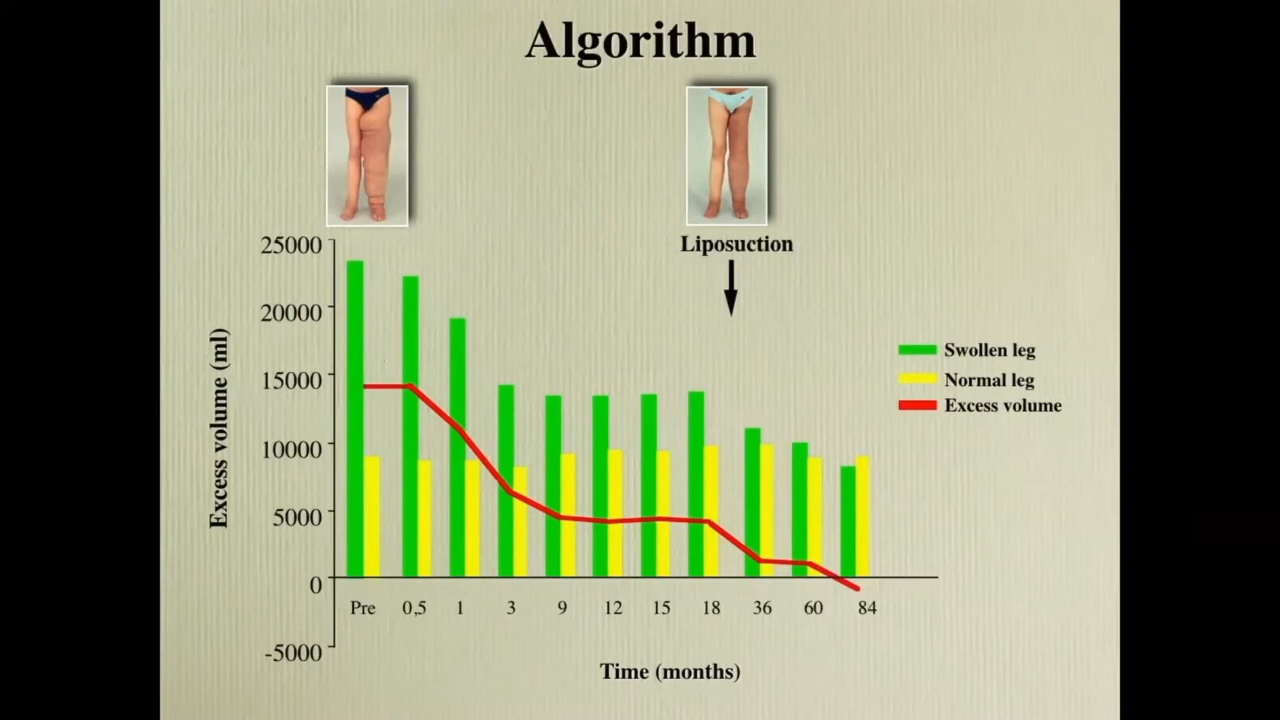 Algorithm
Liposuction
25000
20000
15000
10000
5000
0
-5000
Excess volume (ml)
Pre 0,5 1 3 9 12 15 18 36 60 84
Time (months)
Swollen leg
Normal leg
Excess volume